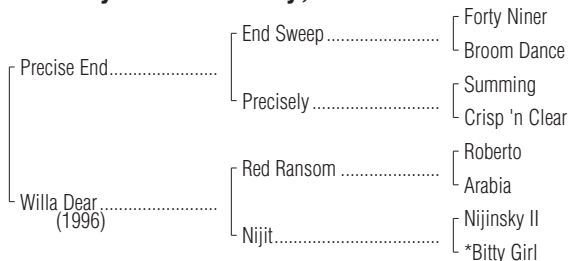 Forty Niner
End Sweep
Broom Dance
Precise End
Summing
Precisely
Crisp 'n Clear
Roberto
Red Ransom
Arabia
Willa Dear
(1996)
Nijinsky II
Nijit
*Bitty Girl